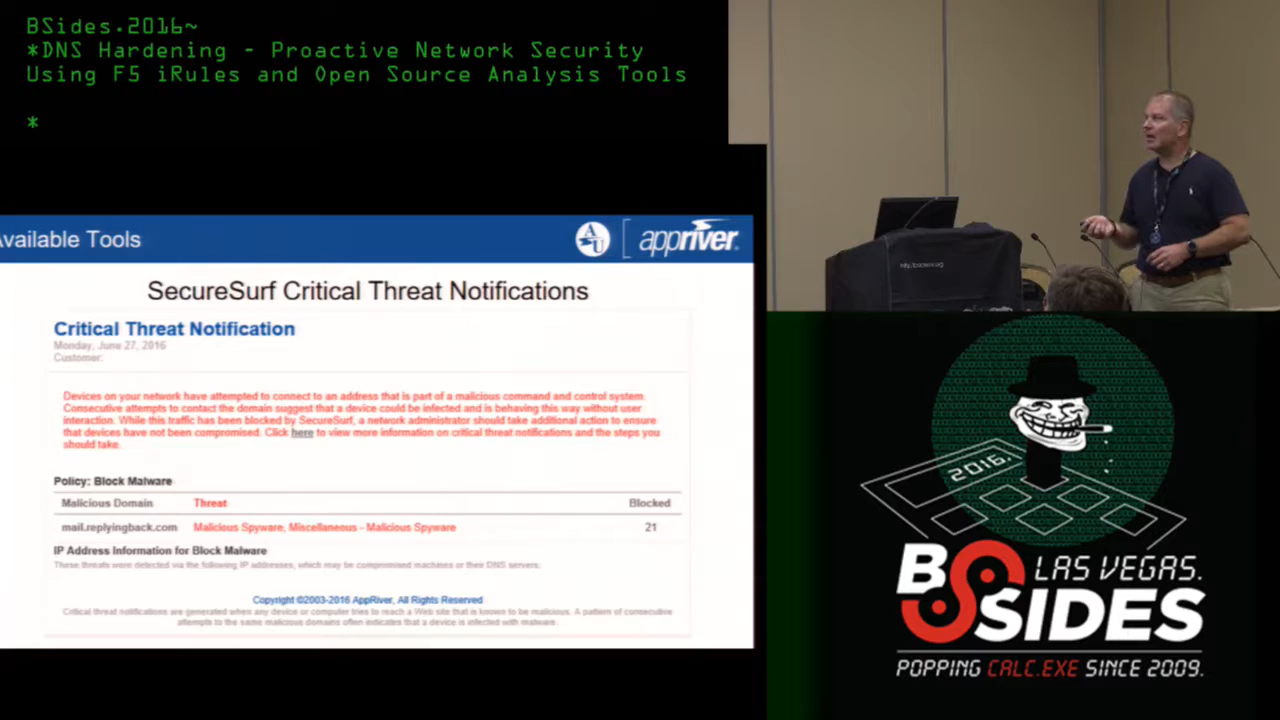 BSides.2016~
*DNS Hardening - Proactive Network Security
Using F5 iRules and Open Source Analysis Tools
*
Available Tools
AU
appriver
SecureSurf Critical Threat Notifications
Critical Threat Notification
Monday, June 27, 2016
Customer:
Devices on your network have attempted to connect to an address that is part of a malicious command and control system.
Consecutive attempts to contact the domain suggest that a device could be infected and is behaving this way without user
interaction. While this traffic has been blocked by SecureSurf, a network administrator should take additional action to ensure
that devices have not been compromised. Click here to view more information on critical threat notifications and the steps you
should take.
Policy: Block Malware
Malicious Domain Threat Blocked
mail.replyingback.com Malicious Spyware, Miscellaneous - Malicious Spyware 21
IP Address Information for Block Malware
These threats were detected via the following IP addresses, which may be compromised machines or their DNS servers:
Copyright ©2003-2016 AppRiver, All Rights Reserved
Critical threat notifications are generated when any device or computer tries to reach a Web site that is known to be malicious. A pattern of consecutive
attempts to the same malicious domains often indicates that a device is infected with malware.
2016.
BSIDES
LAS VEGAS.
POPPING CALC.EXE SINCE 2009.